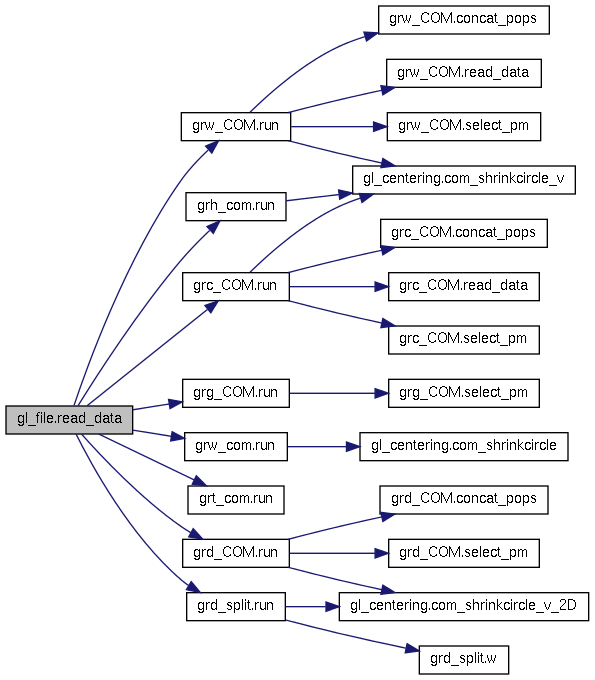 grw_COM.concat_pops
grw_COM.read_data
grw_COM.run
grw_COM.select_pm
gl_centering.com_shrinkcircle_v
grh_com.run
grc_COM.concat_pops
grc_COM.run
grc_COM.read_data
grc_COM.select_pm
grg_COM.run
grg_COM.select_pm
gl_file.read_data
grw_com.run
gl_centering.com_shrinkcircle
grt_com.run
grd_COM.concat_pops
grd_COM.run
grd_COM.select_pm
grd_split.run
gl_centering.com_shrinkcircle_v_2D
grd_split.w